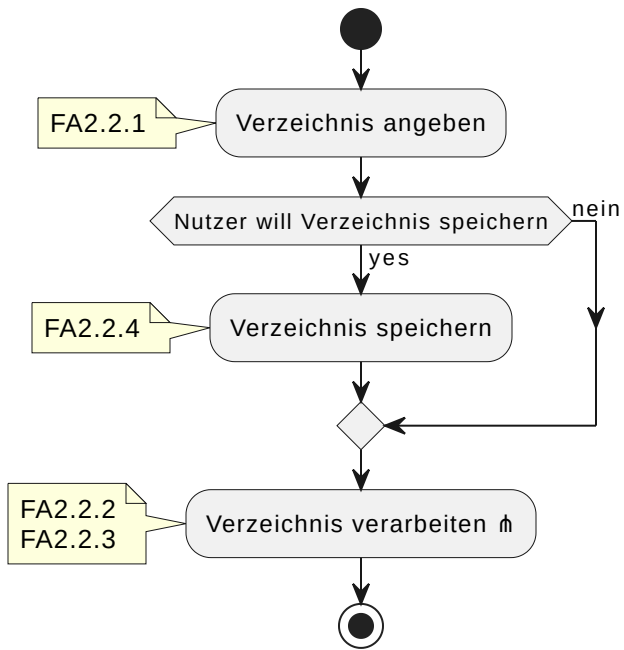 FA2.2.1
Verzeichnis angeben
Nutzer will Verzeichnis speichern
nein
yes
FA2.2.4
Verzeichnis speichern
FA2.2.2
FA2.2.3
Verzeichnis verarbeiten ⋔